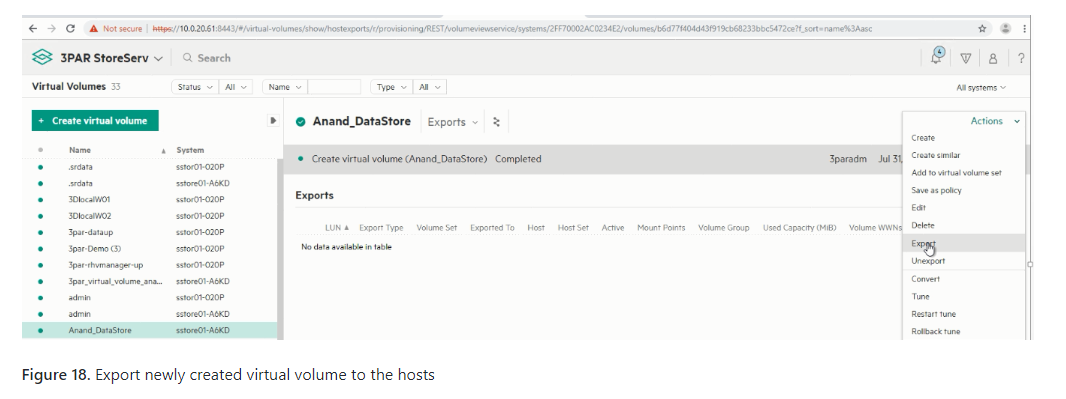 Not secure | https://10.0.20.61:8443/#/virtual-volumes/show/hostexports/r/provisioning/REST/volumeviewservice/systems/2FF70002AC0234E2/volumes/b6d77f404d43f919cb68233bbc5472ce?f_sort=name%3Aasc
3PAR StoreServ Search 4 ?
Virtual Volumes 33 Status All Name Type All All systems
+ Create virtual volume
Name System
.srdata sstor01-020P
.srdata sstore01-A6KD
3DlocalW01 sstor01-020P
3DlocalW02 sstor01-020P
3par-dataup sstor01-020P
3par-Demo (3) sstor01-020P
3par-rhvmanager-up sstor01-020P
3par_virtual_volume_ana... sstore01-A6KD
admin sstor01-020P
admin sstore01-A6KD
Anand_DataStore sstore01-A6KD
Anand_DataStore Exports
Create virtual volume (Anand_DataStore) Completed 3paradm Jul 31,
Exports
LUN Export Type Volume Set Exported To Host Host Set Active Mount Points Volume Group Used Capacity (MiB) Volume WWNs
No data available in table
Actions
Create
Create similar
Add to virtual volume set
Save as policy
Edit
Delete
Export
Unexport
Convert
Tune
Restart tune
Rollback tune
Figure 18. Export newly created virtual volume to the hosts